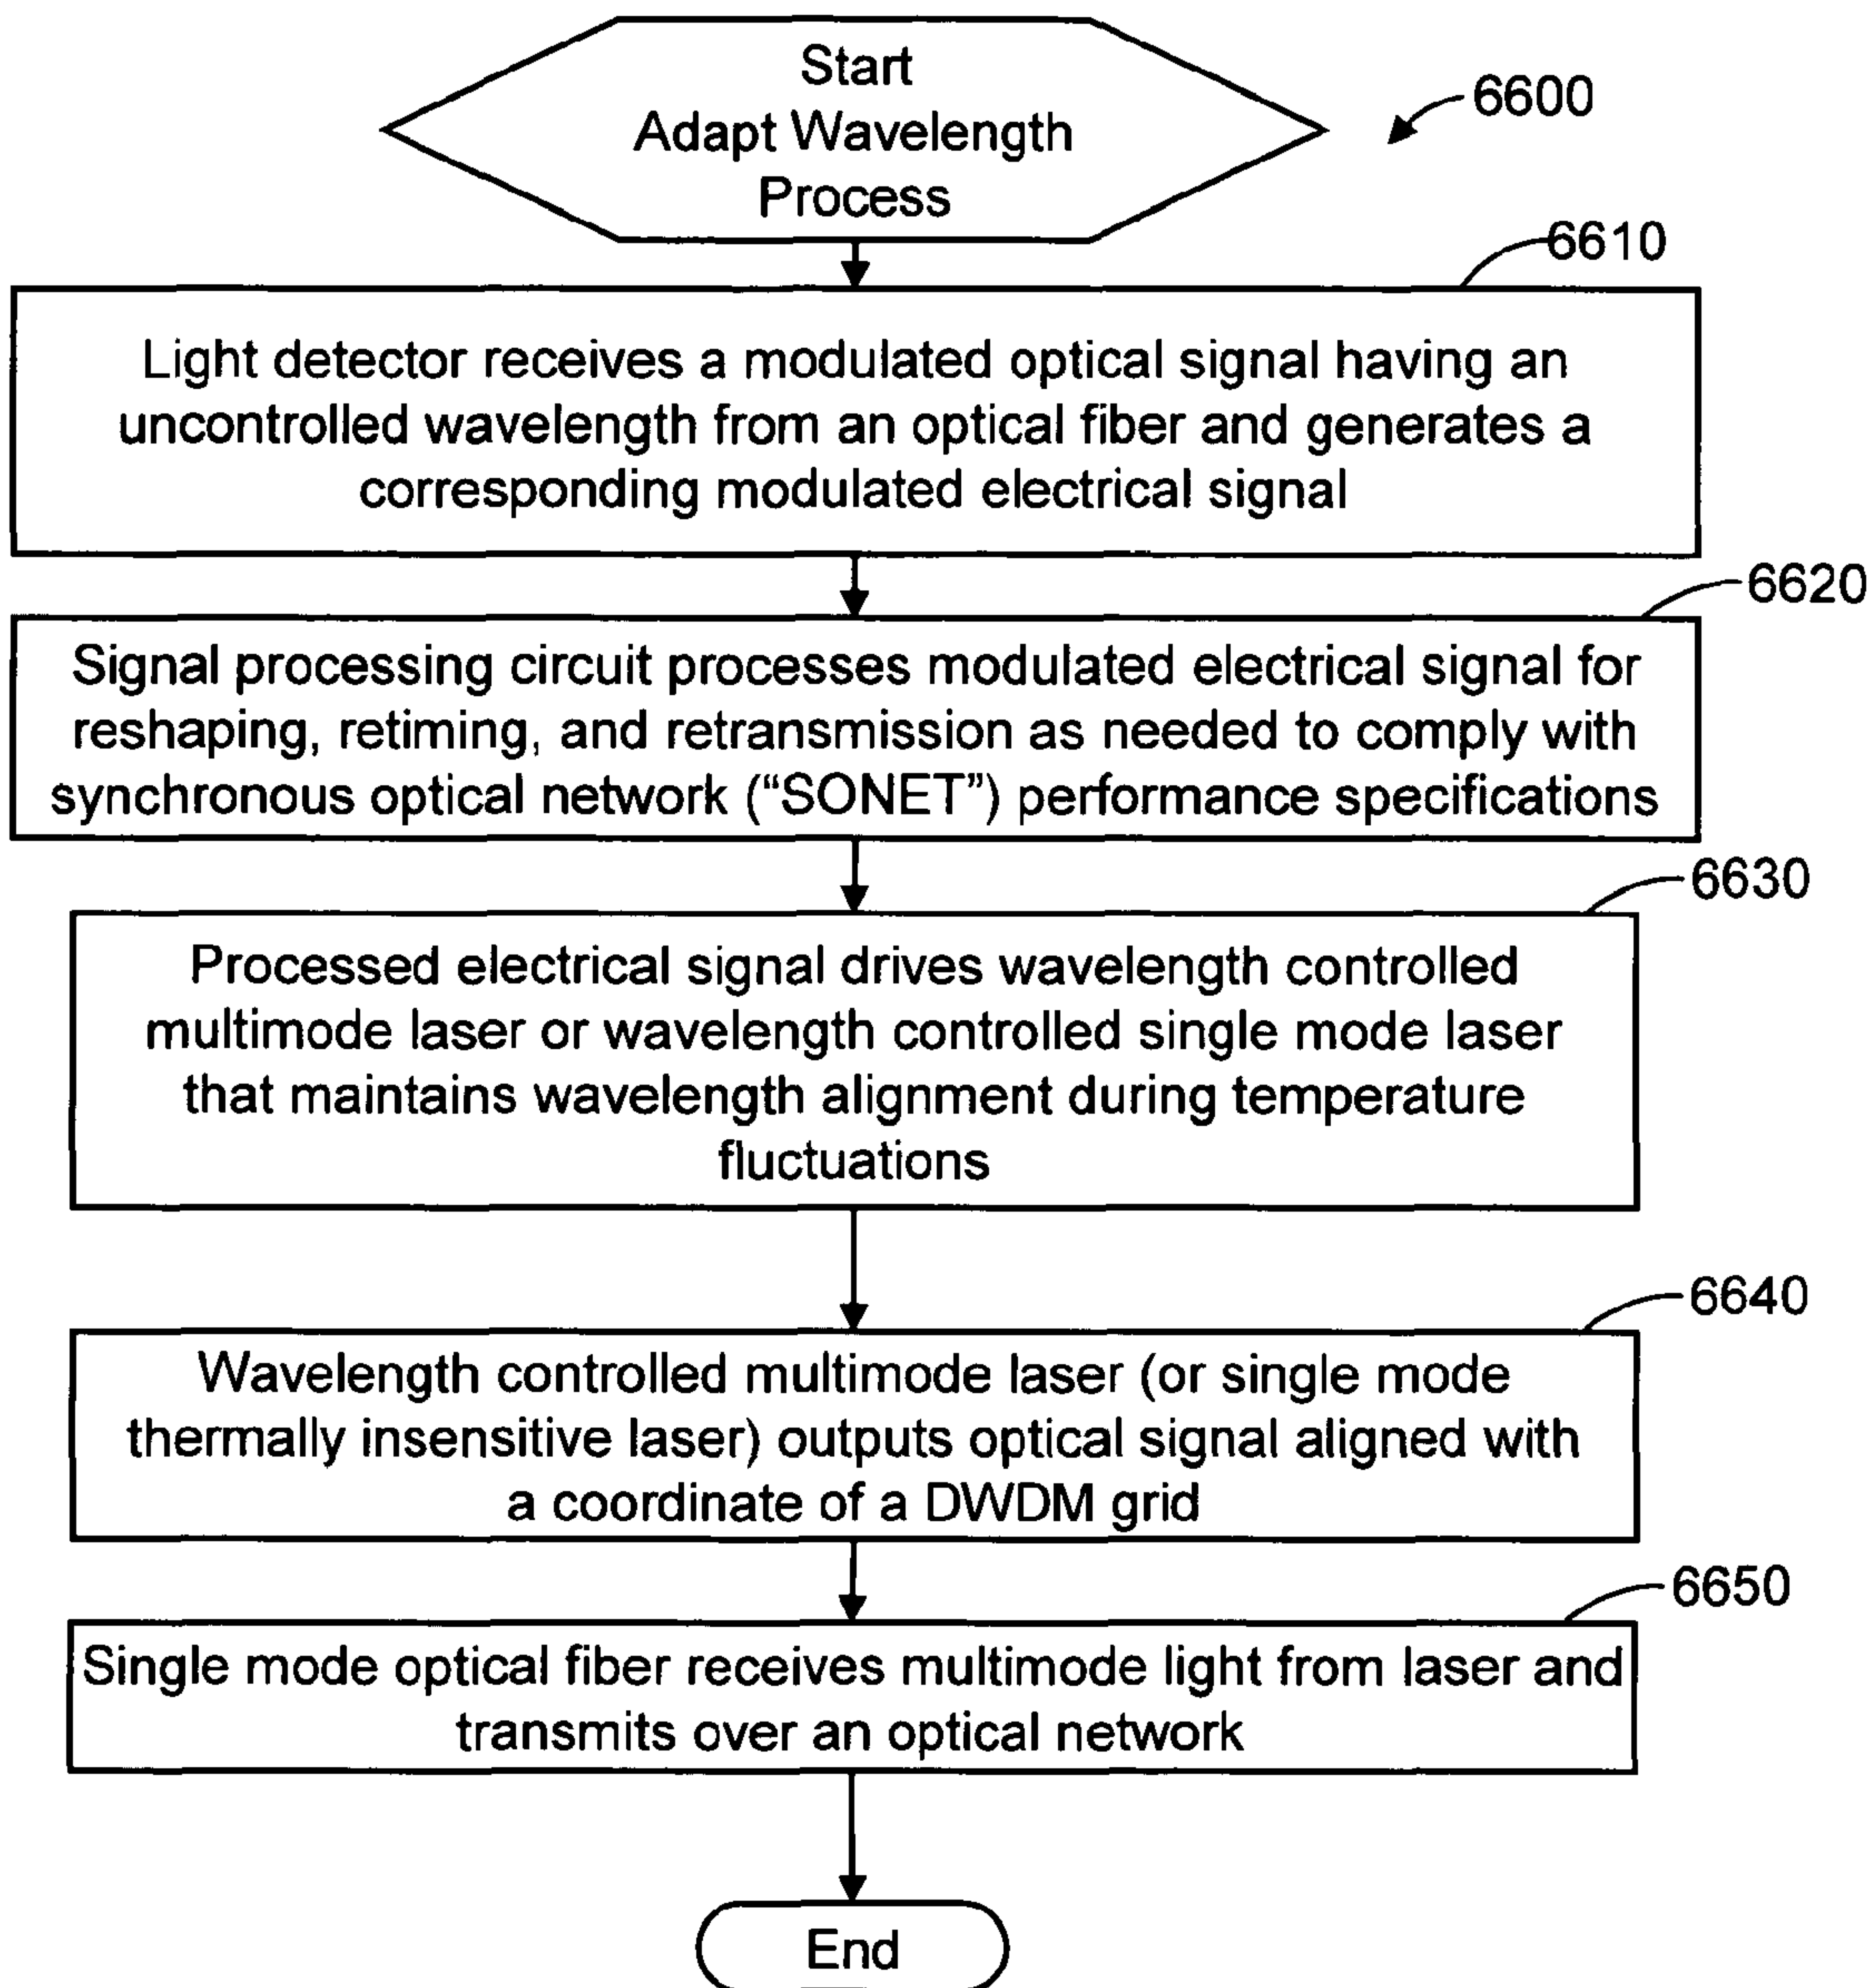 Start
Adapt Wavelength
Process
6600
6610
Light detector receives a modulated optical signal having an
uncontrolled wavelength from an optical fiber and generates a
corresponding modulated electrical signal
6620
Signal processing circuit processes modulated electrical signal for
reshaping, retiming, and retransmission as needed to comply with
synchronous optical network (“SONET”) performance specifications
6630
Processed electrical signal drives wavelength controlled
multimode laser or wavelength controlled single mode laser
that maintains wavelength alignment during temperature
fluctuations
6640
Wavelength controlled multimode laser (or single mode
thermally insensitive laser) outputs optical signal aligned with
a coordinate of a DWDM grid
6650
Single mode optical fiber receives multimode light from laser and
transmits over an optical network
End